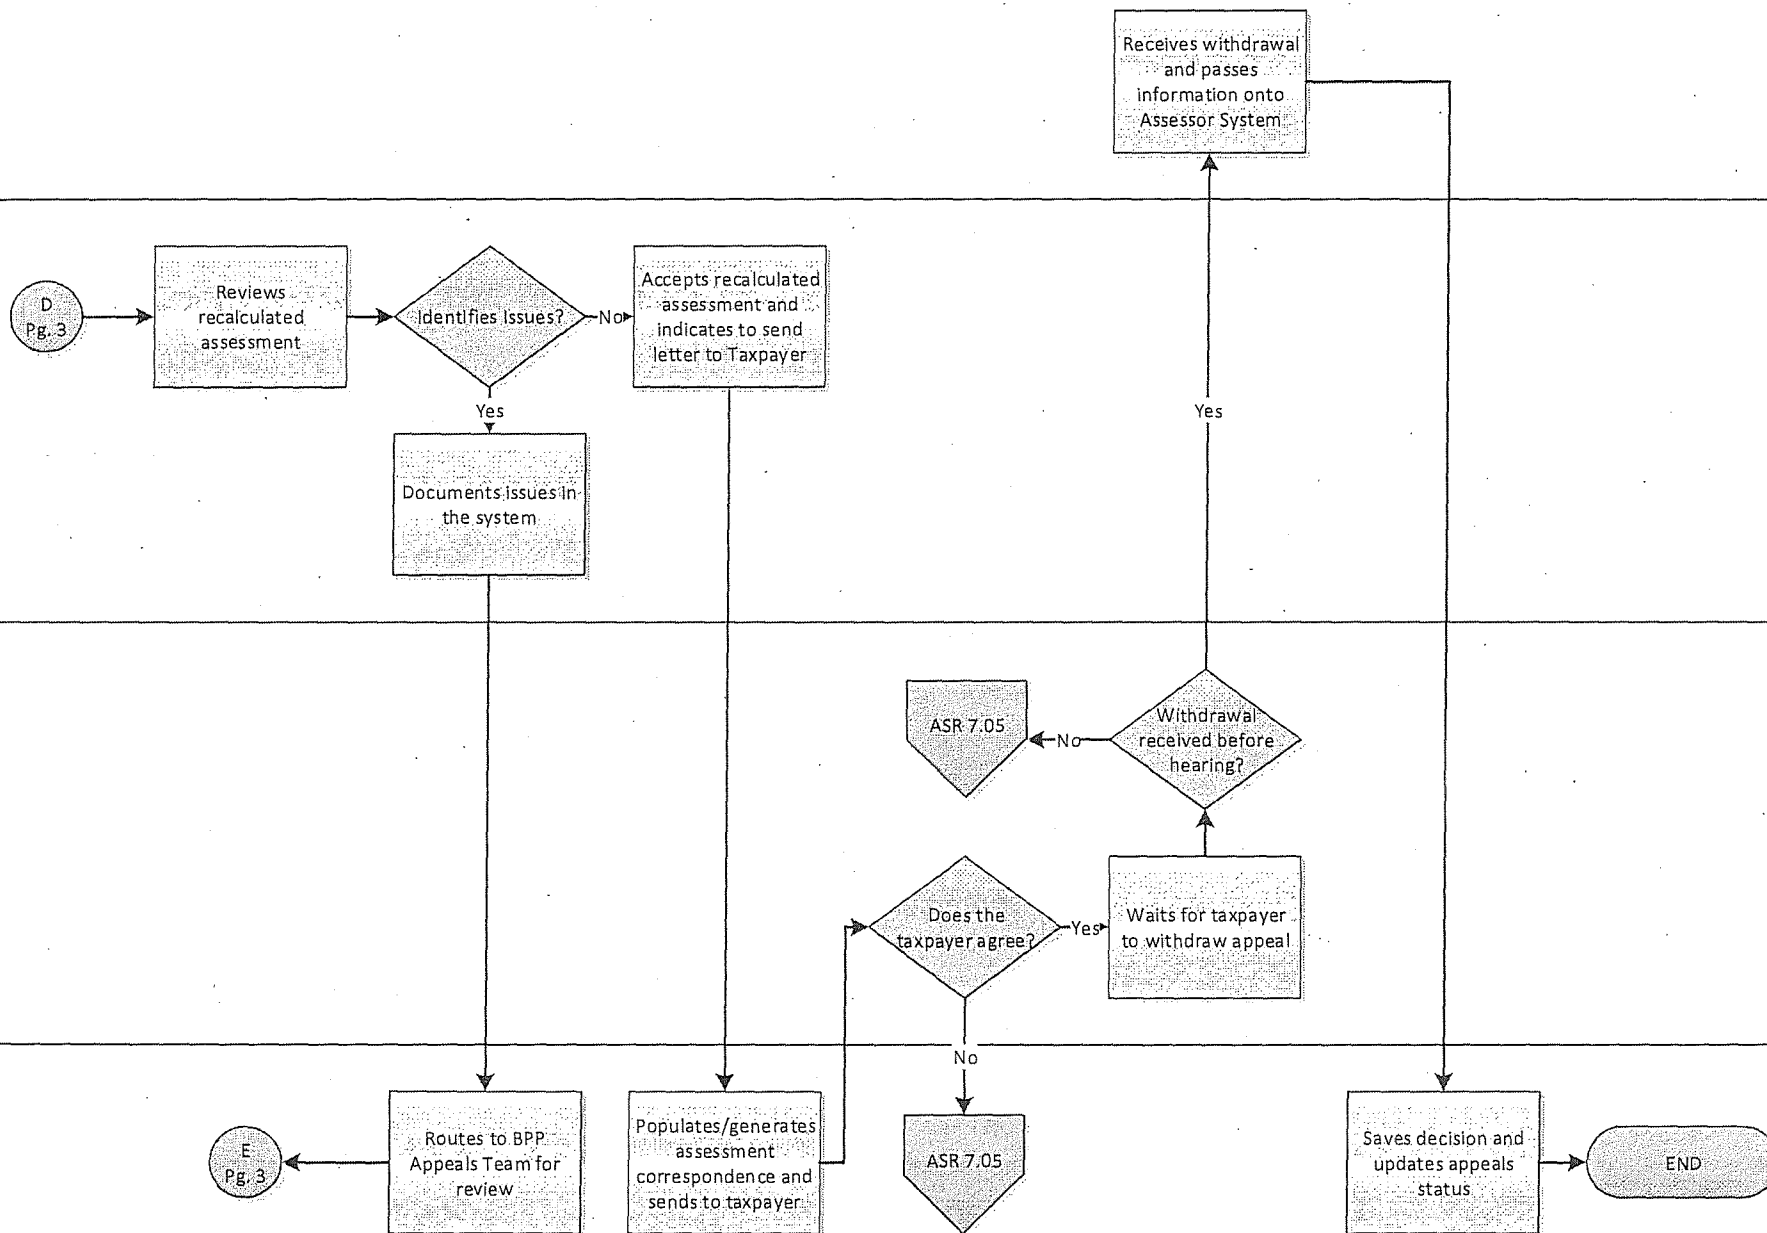 Receives withdrawal
and passes
information onto
Assessor System
D
Pg. 3
Reviews
recalculated
assessment
Identifies Issues?
No
Accepts recalculated
assessment and
indicates to send
letter to Taxpayer
Yes
Documents issues in
the system
Yes
ASR 7.05
No
Withdrawal
received before
hearing?
Does the
taxpayer agree?
Yes
Waits for taxpayer
to withdraw appeal
No
E
Pg. 3
Routes to BPP
Appeals Team for
review
Populates/generates
assessment
correspondence and
sends to taxpayer
ASR 7.05
Saves decision and
updates appeals
status
END